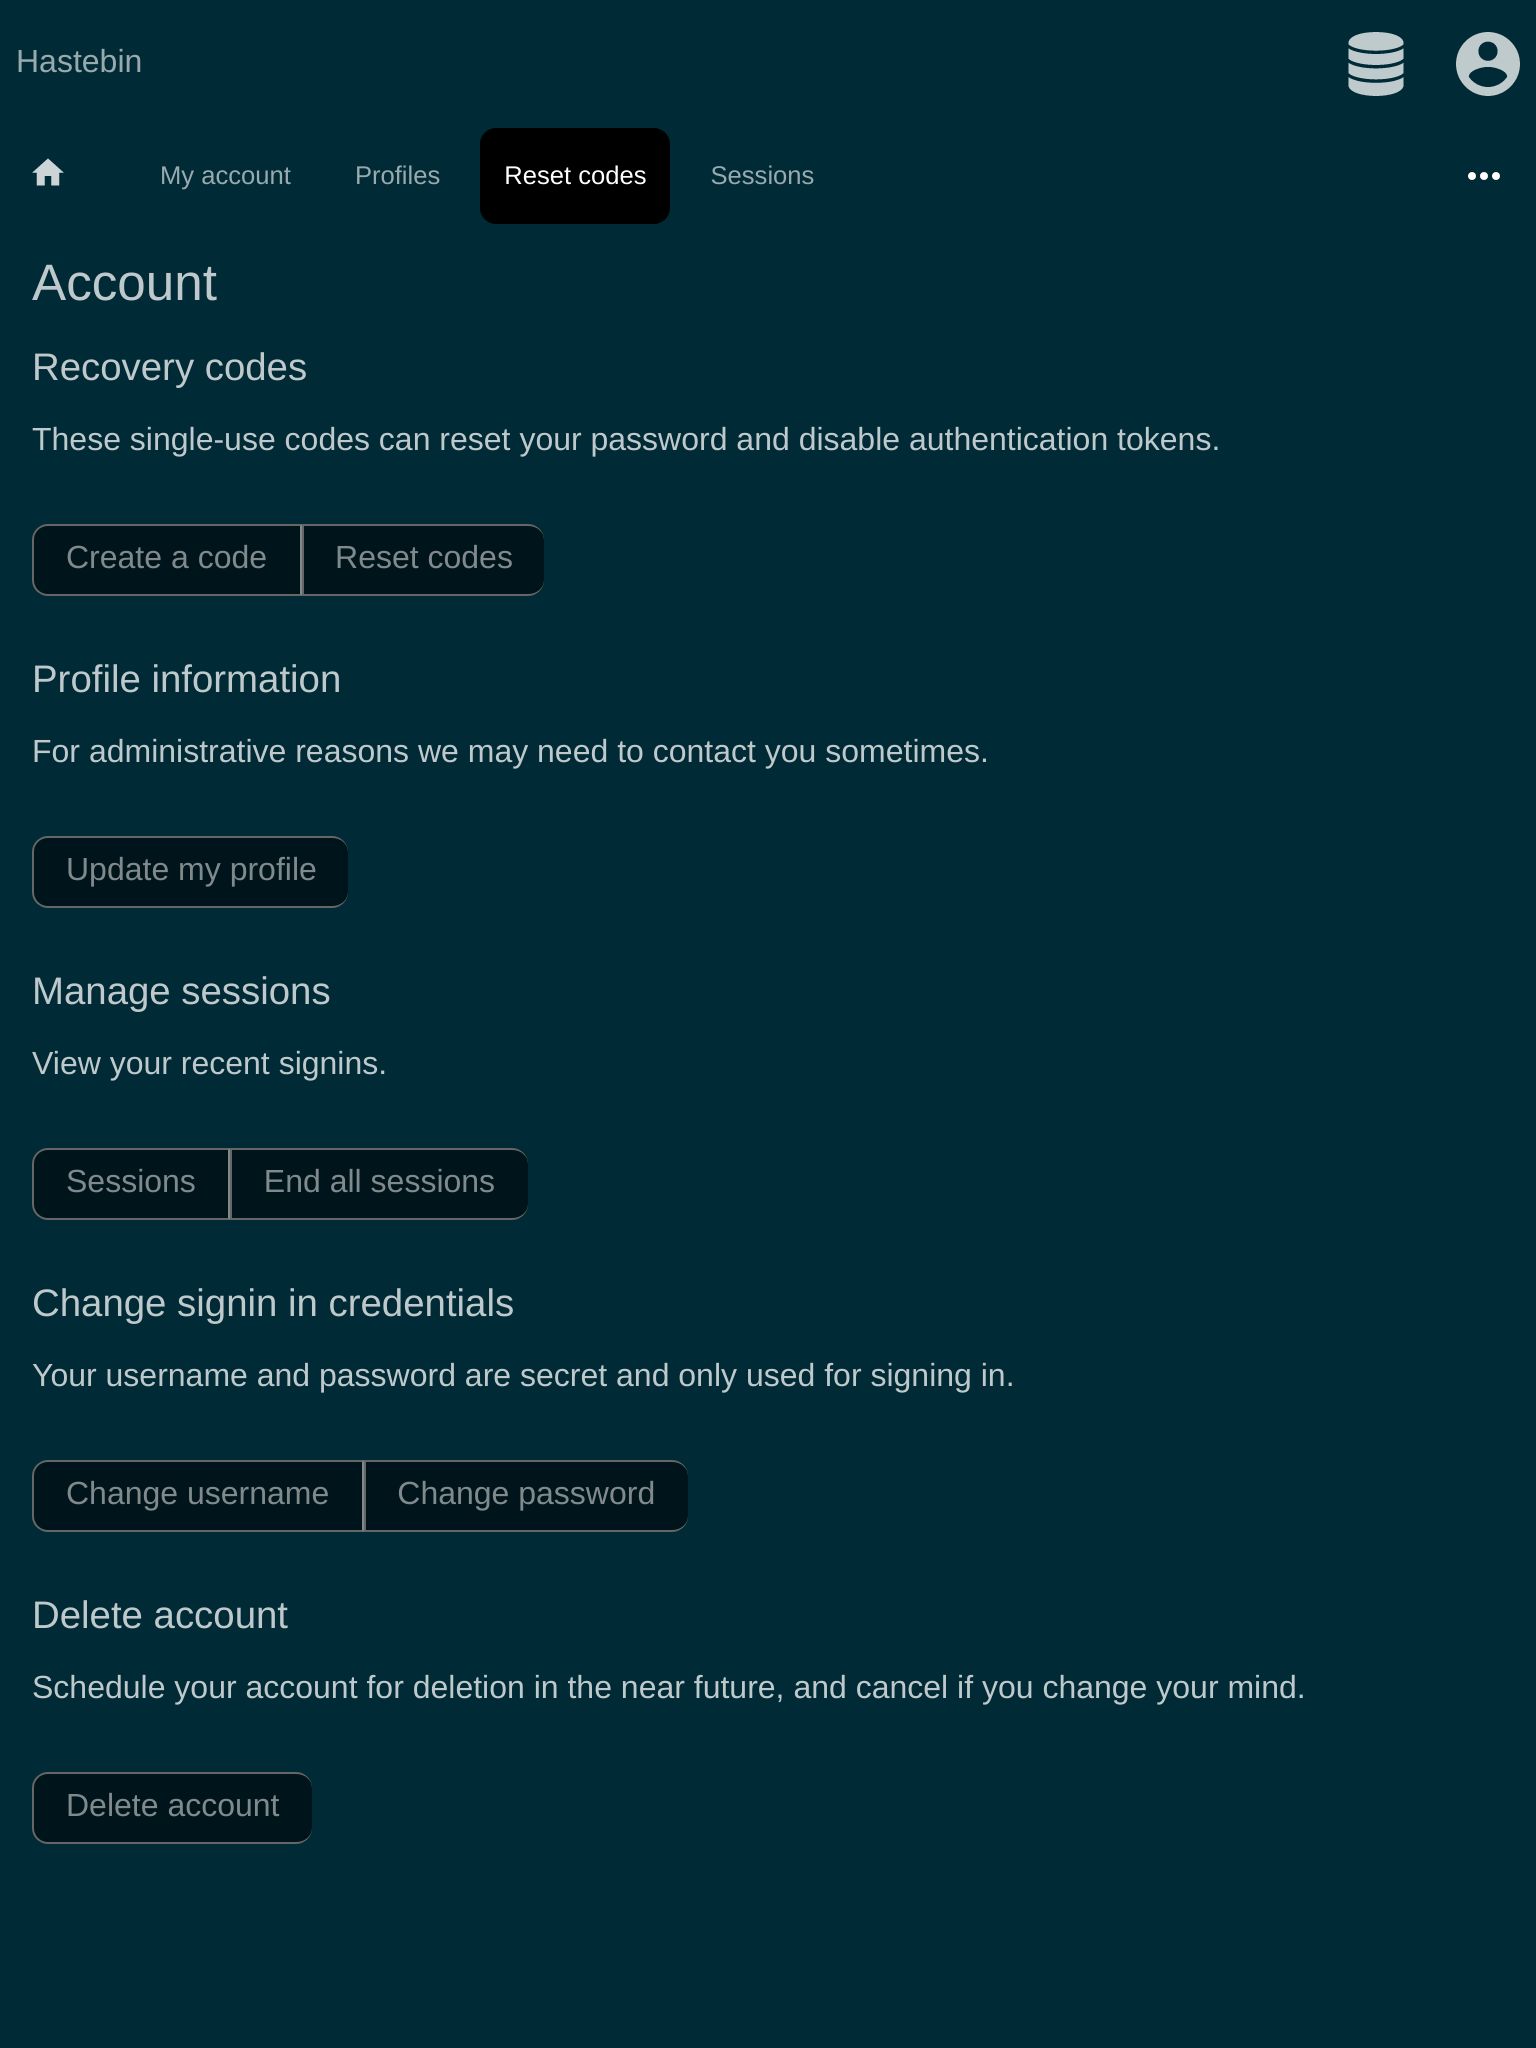 Hastebin
My account Profiles Reset codes Sessions
Account
Recovery codes
These single-use codes can reset your password and disable authentication tokens.
Create a code Reset codes
Profile information
For administrative reasons we may need to contact you sometimes.
Update my profile
Manage sessions
View your recent signins.
Sessions End all sessions
Change signin in credentials
Your username and password are secret and only used for signing in.
Change username Change password
Delete account
Schedule your account for deletion in the near future, and cancel if you change your mind.
Delete account